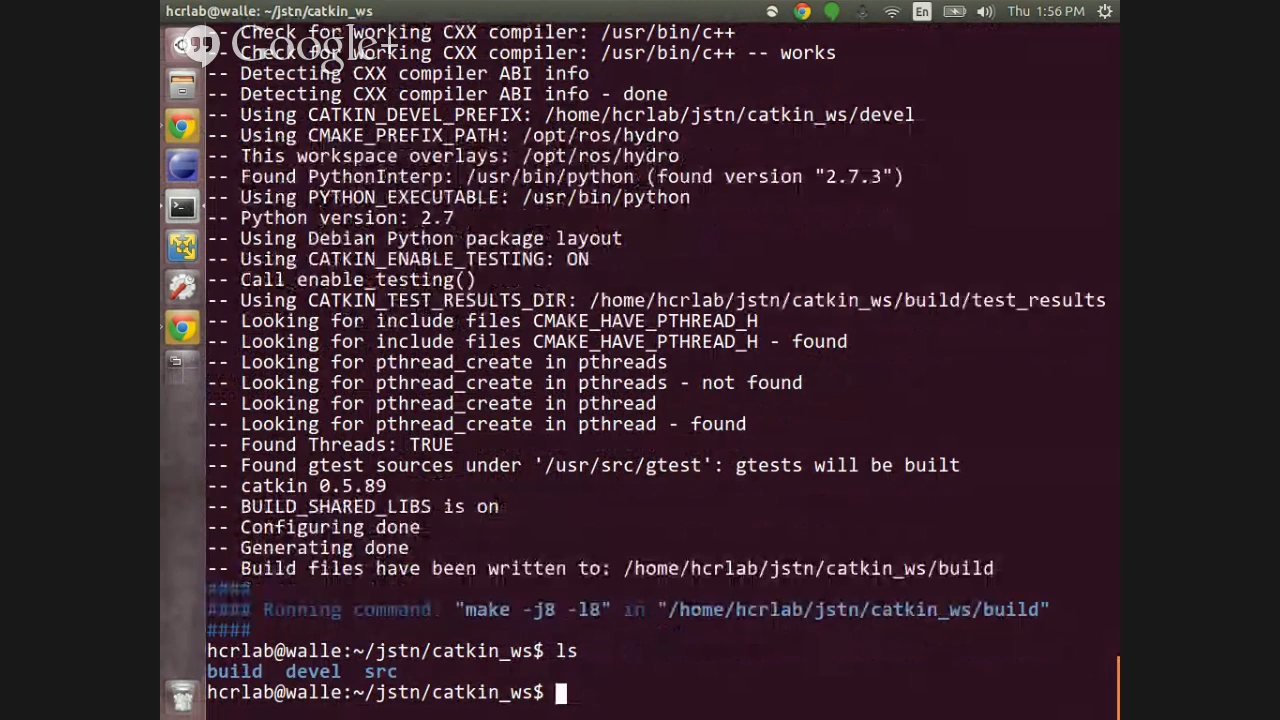 hcrlab@walle: ~/jstn/catkin_ws
En
Thu 1:56 PM
Google+
-- Check for working CXX compiler: /usr/bin/c++
-- Check for working CXX compiler: /usr/bin/c++ -- works
-- Detecting CXX compiler ABI info
-- Detecting CXX compiler ABI info - done
-- Using CATKIN_DEVEL_PREFIX: /home/hcrlab/jstn/catkin_ws/devel
-- Using CMAKE_PREFIX_PATH: /opt/ros/hydro
-- This workspace overlays: /opt/ros/hydro
-- Found PythonInterp: /usr/bin/python (found version "2.7.3")
-- Using PYTHON_EXECUTABLE: /usr/bin/python
-- Python version: 2.7
-- Using Debian Python package layout
-- Using CATKIN_ENABLE_TESTING: ON
-- Call enable_testing()
-- Using CATKIN_TEST_RESULTS_DIR: /home/hcrlab/jstn/catkin_ws/build/test_results
-- Looking for include files CMAKE_HAVE_PTHREAD_H
-- Looking for include files CMAKE_HAVE_PTHREAD_H - found
-- Looking for pthread_create in pthreads
-- Looking for pthread_create in pthreads - not found
-- Looking for pthread_create in pthread
-- Looking for pthread_create in pthread - found
-- Found Threads: TRUE
-- Found gtest sources under '/usr/src/gtest': gtests will be built
-- catkin 0.5.89
-- BUILD_SHARED_LIBS is on
-- Configuring done
-- Generating done
-- Build files have been written to: /home/hcrlab/jstn/catkin_ws/build
####
#### Running command: "make -j8 -l8" in "/home/hcrlab/jstn/catkin_ws/build"
####
hcrlab@walle:~/jstn/catkin_ws$ ls
build devel src
hcrlab@walle:~/jstn/catkin_ws$